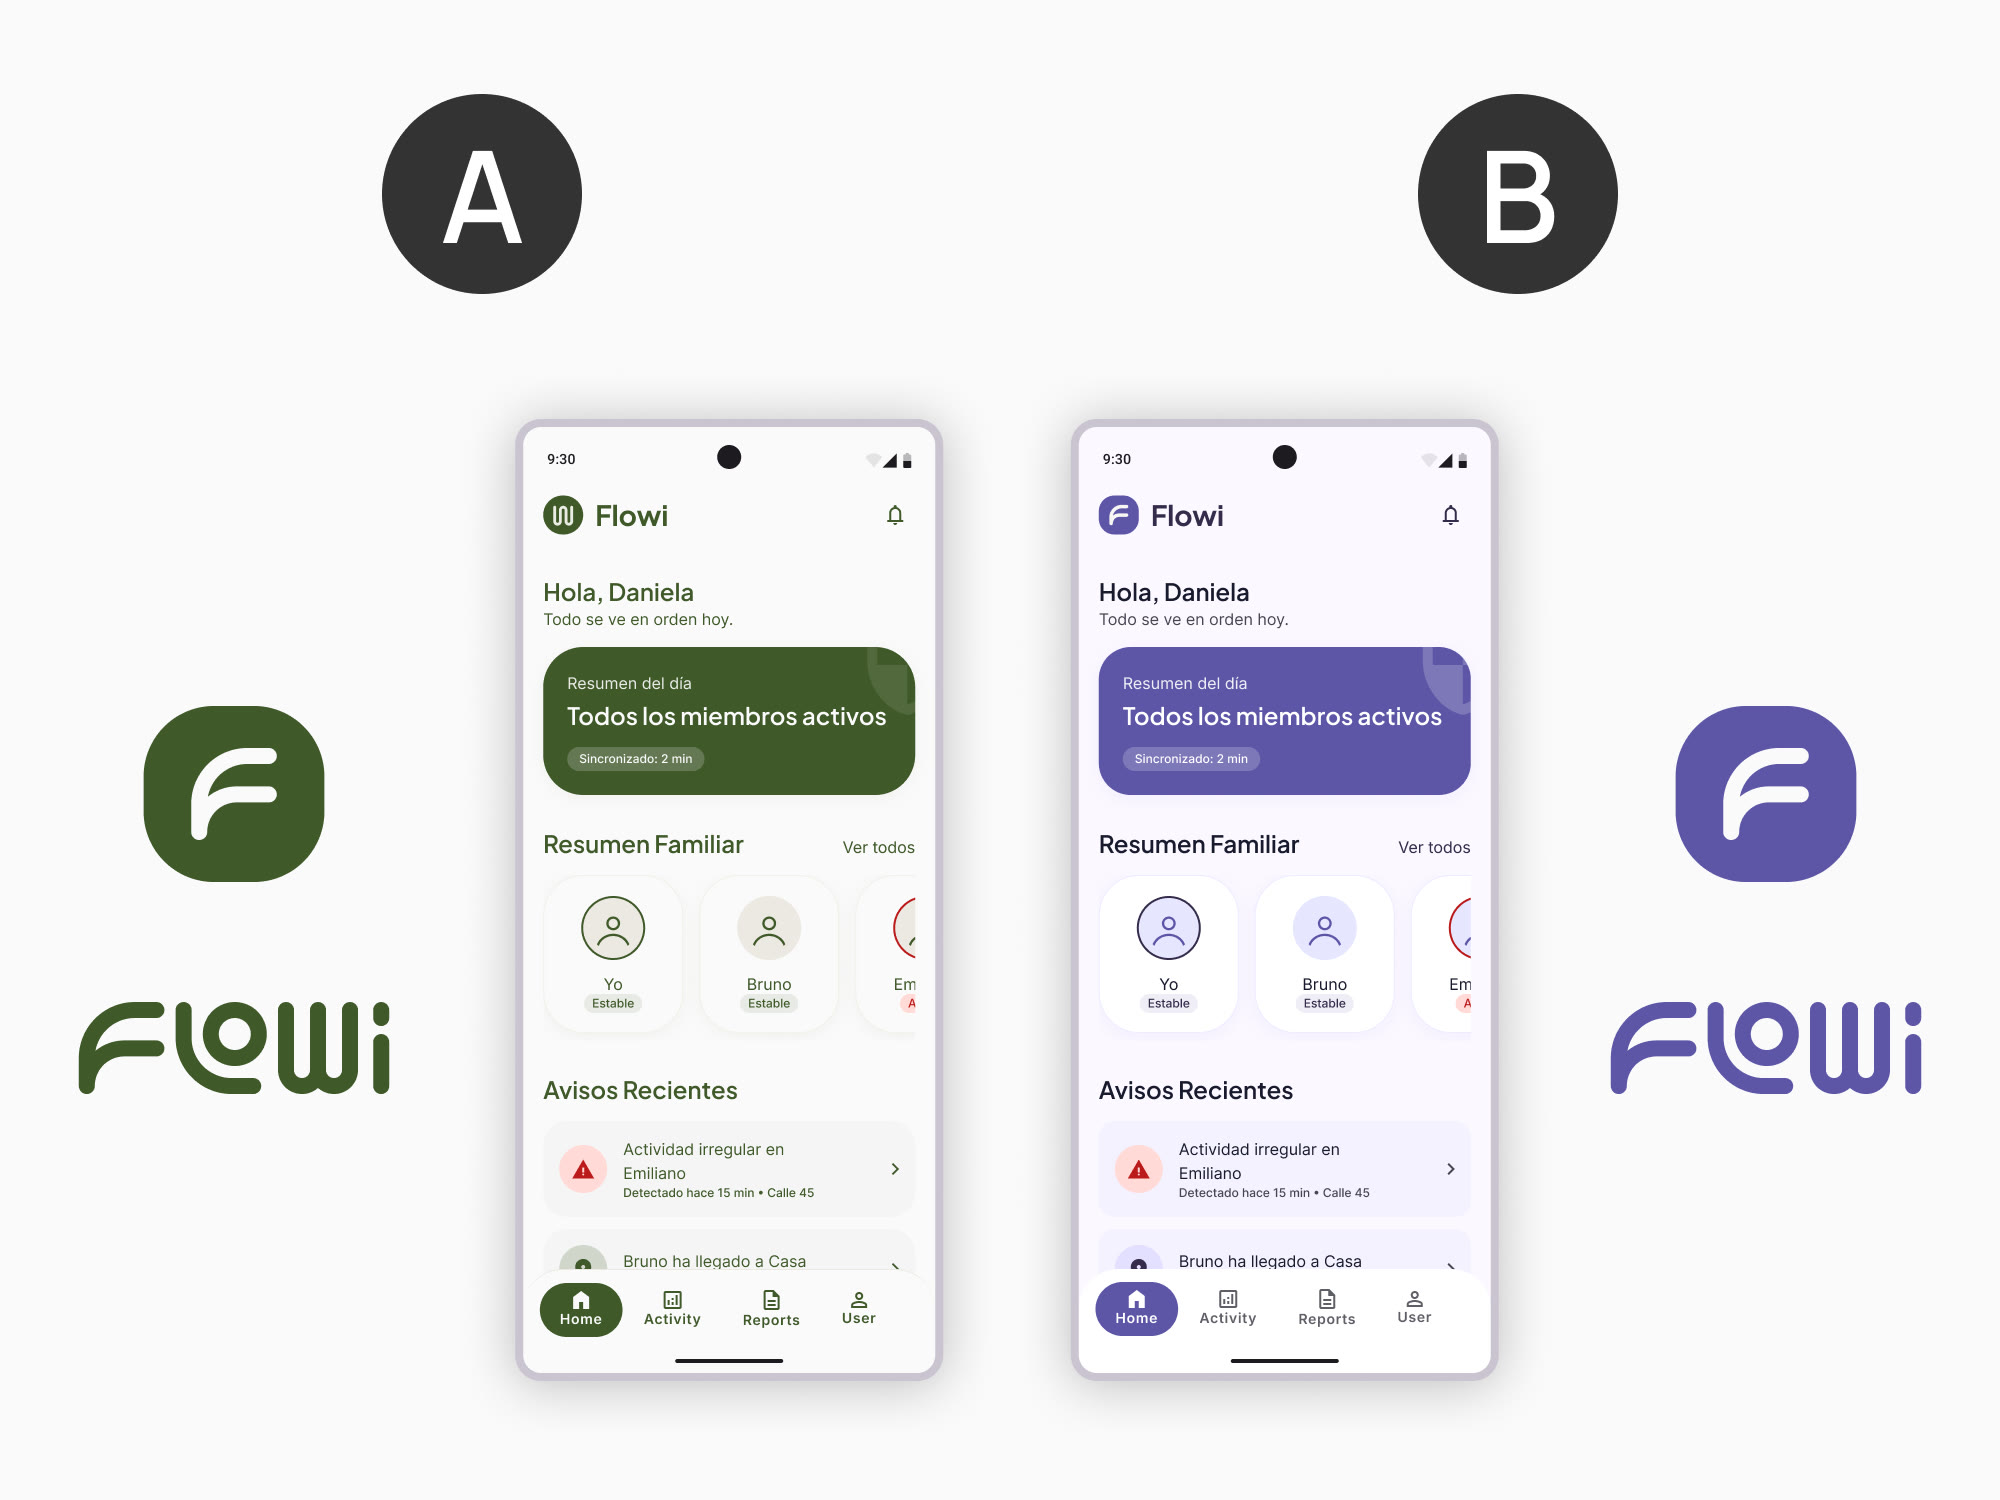 A
B
9:30
Flowi
Hola, Daniela
Todo se ve en orden hoy.
Resumen del día
Todos los miembros activos
Sincronizado: 2 min
Resumen Familiar
Ver todos
Yo
Estable
Bruno
Estable
Em
A
Avisos Recientes
Actividad irregular en
Emiliano
Detectado hace 15 min • Calle 45
Bruno ha llegado a Casa
Home
Activity
Reports
User
9:30
F Flowi
Hola, Daniela
Todo se ve en orden hoy.
Resumen del día
Todos los miembros activos
Sincronizado: 2 min
Resumen Familiar
Ver todos
Yo
Estable
Bruno
Estable
Em
A
Avisos Recientes
Actividad irregular en
Emiliano
Detectado hace 15 min • Calle 45
Bruno ha llegado a Casa
Home
Activity
Reports
User
F
FLOWi
F
FLOWi